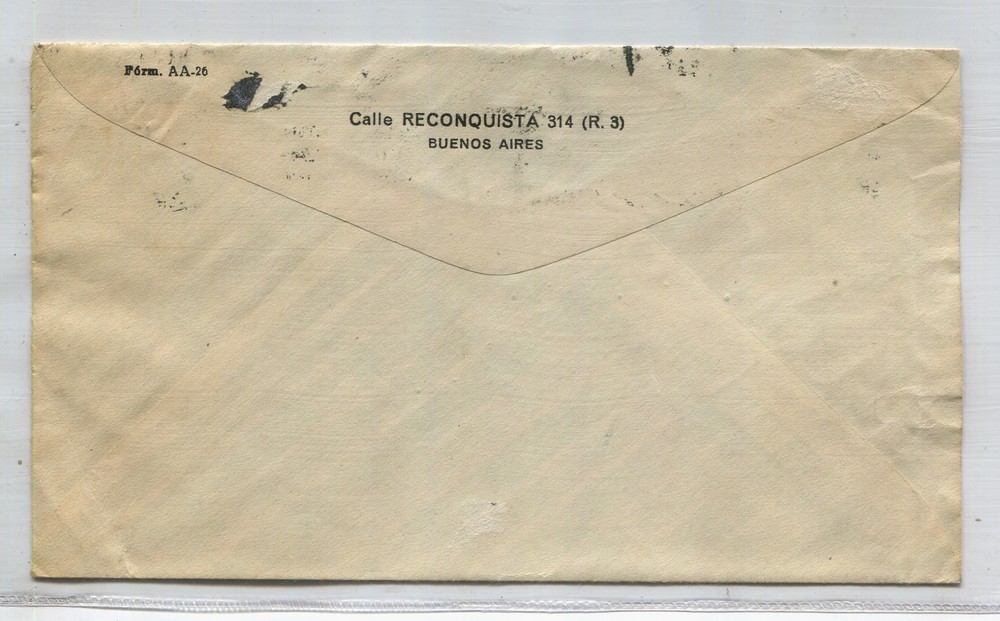 Fórm. AA-26
Calle RECONQUISTA 314 (R. 3)
BUENOS AIRES